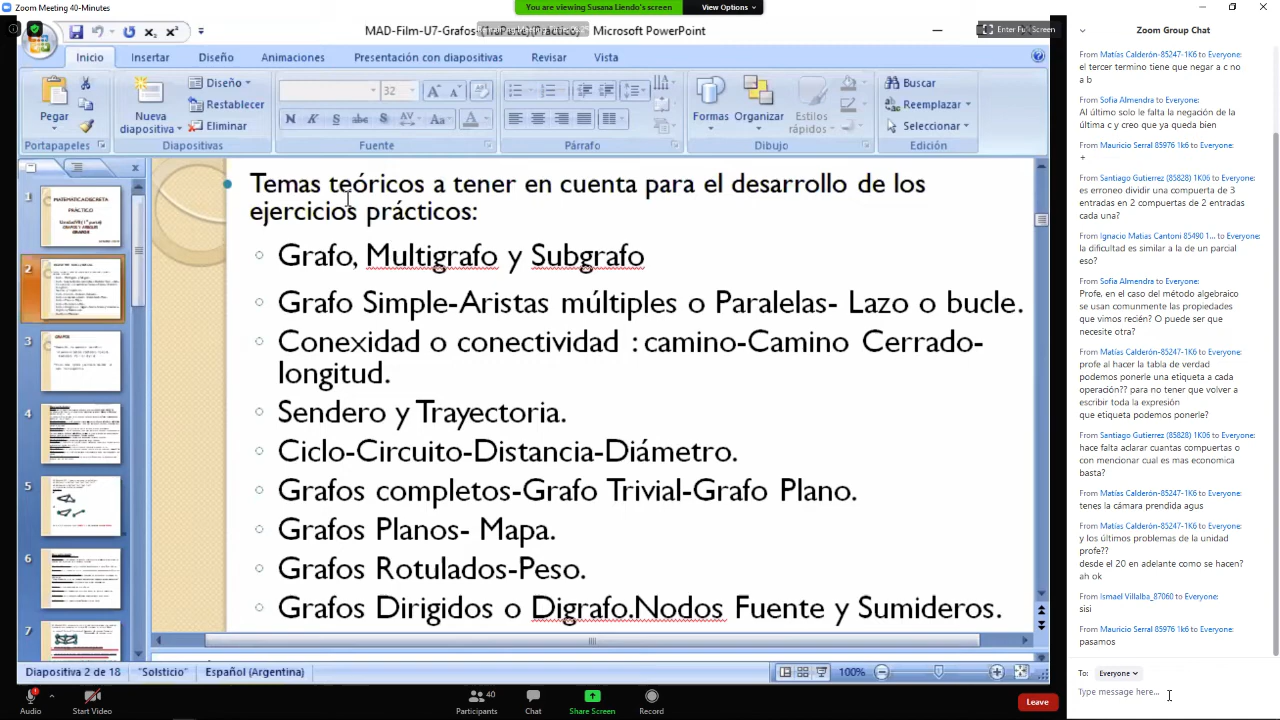 Zoom Meeting 40-Minutes
You are viewing Susana Liendo's screen
View Options
MAD-Film-U7-Grafos
Microsoft PowerPoint
Enter Full Screen
Inicio
Insertar
Diseño
Animaciones
Presentación con diapositivas
Revisar
Vista
Pegar
Nueva
diapositiva
Diseño
Restablecer
Eliminar
32
Formas
Organizar
Estilos
rápidos
Buscar
Reemplazar
Seleccionar
Portapapeles
Diapositivas
Fuente
Párrafo
Dibujo
Edición
1
MATEMATICA DISCRETA
PRÁCTICO
2
3
4
5
6
7
Temas teóricos a tener en cuenta para el desarrollo de los
ejercicios prácticos:
Grafo, Multigrafo y Subgrafo
Grafo Simple-Aristas múltiples o Paralelas- Lazo o bucle.
Conexidad o conectividad : camino-Camino Cerrado-
longitud.
Sendero y Trayectoria.
Ciclo-Circuito-Distancia-Diámetro.
Grafos completos-Grafo Trivial-Grafo Plano.
Grafos Planos- Mapa.
Grafos Rotulados-Peso.
Grafos Dirigidos o Digrafo.Nodos Fuente y Sumideros.
Diapositiva 2 de 18
"Solsticio"
Español (Argentina)
100%
Audio
Start Video
40
Participants
Chat
Share Screen
Record
Leave
Zoom Group Chat
From Matías Calderón-85247-1K6 to Everyone:
el tercer termino tiene que negar a c no
a b
From Sofia Almendra to Everyone:
Al último solo le falta la negación de la
última c y creo que ya queda bien
From Mauricio Serral 85976 1k6 to Everyone:
+
From Santiago Gutierrez (85828) 1K06 to Everyone:
es erroneo dividir una compuerta de 3
entradas en 2 compuertas de 2 entradas
cada una?
From Ignacio Matias Cantoni 85490 1... to Everyone:
la dificultad es similar a la de un parcial
eso?
From Sofia Almendra to Everyone:
Profe, en el caso del método algebraico
se usan comunmente las propiedades
que vimos recién? O puede ser que
necesite otra?
From Matías Calderón-85247-1K6 to Everyone:
profe al hacer la tabla de verdad
podemos ponerle una etiqueta a cada
operación?? para no tener que volver a
escribir toda la expresión
que etiqueta podemos poner
From Santiago Gutierrez (85828) 1K06 to Everyone:
hace falta aclarar cuantas compuertas o
con mencionar cual es mas economica
basta?
From Matías Calderón-85247-1K6 to Everyone:
tenes la cámara prendida agus
From Matías Calderón-85247-1K6 to Everyone:
y los últimos problemas de la unidad
profe??
desde el 20 en adelante como se hacen?
ah ok
From Ismael Villalba_87060 to Everyone:
sisi
From Mauricio Serral 85976 1k6 to Everyone:
pasamos
To:
Everyone
Type message here...